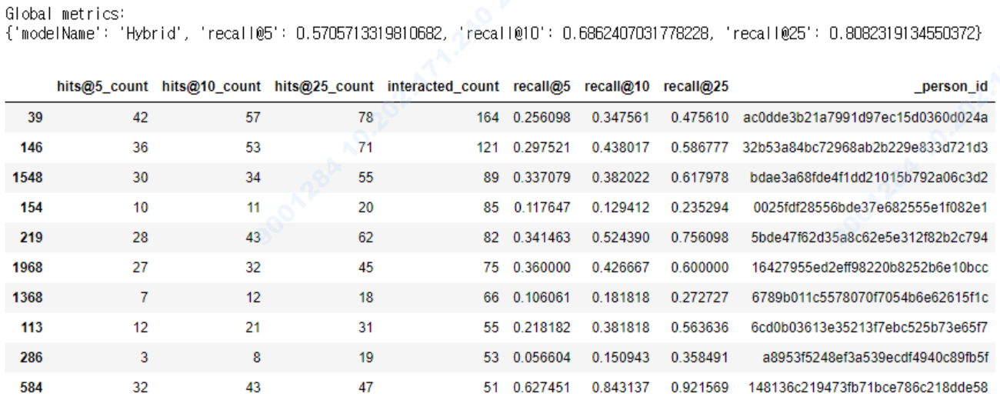 Global metrics:
{'modelName': 'Hybrid', 'recall@5': 0.5705713319810682, 'recall@10': 0.6862407031778228, 'recall@25': 0.8082319134550372}
hits@5_count hits@10_count hits@25_count interacted_count recall@5 recall@10 recall@25 _person_id
39 42 57 78 164 0.256098 0.347561 0.475610 ac0dde3b21a7991d97ec15d0360d024a
146 36 53 71 121 0.297521 0.438017 0.586777 32b53a84bc72968ab2b229e833d721d3
1548 30 34 55 89 0.337079 0.382022 0.617978 bdae3a68fde4f1dd21015b792a06c3d2
154 10 11 20 85 0.117647 0.129412 0.235294 0025fdf28556bde37e682555e1f082e1
219 28 43 62 82 0.341463 0.524390 0.756098 5bde47f62d35a8c62e5e312f82b2c794
1968 27 32 45 75 0.360000 0.426667 0.600000 16427955ed2eff98220b8252b6e10bcc
1368 7 12 18 66 0.106061 0.181818 0.272727 6789b011c5578070f7054b6e62615f1c
113 12 21 31 55 0.218182 0.381818 0.563636 6cd0b03613e35213f7ebc525b73e65f7
286 3 8 19 53 0.056604 0.150943 0.358491 a8953f5248ef3a539ecdf4940c89fb5f
584 32 43 47 51 0.627451 0.843137 0.921569 148136c219473fb71bce786c218dde58